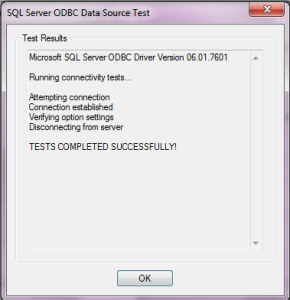 SQL Server ODBC Data Source Test
Test Results
Microsoft SQL Server ODBC Driver Version 06.01.7601
Running connectivity tests...
Attempting connection
Connection established
Verifying option settings
Disconnecting from server
TESTS COMPLETED SUCCESSFULLY!
OK